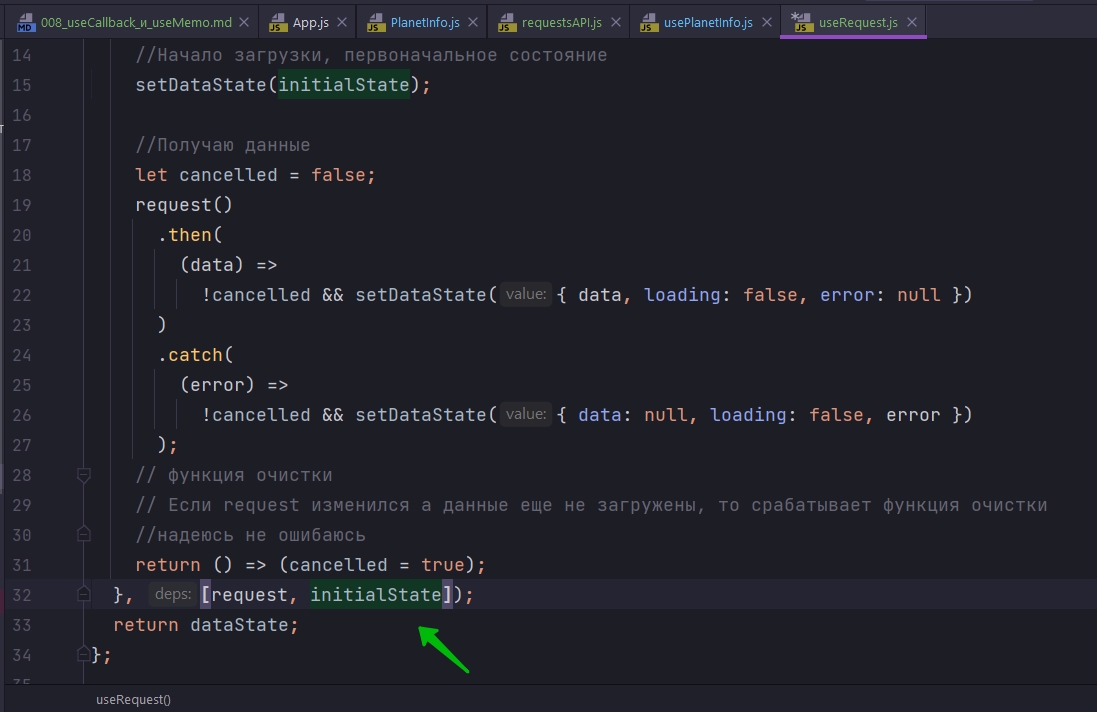 008_useCallback_и_useMemo.md App.js PlanetInfo.js requestsAPI.js usePlanetInfo.js useRequest.js
14 //Начало загрузки, первоначальное состояние
15 setDataState(initialState);
16
17 //Получаю данные
18 let cancelled = false;
19 request()
20 .then(
21 (data) =>
22 !cancelled && setDataState( value: { data, loading: false, error: null })
23 )
24 .catch(
25 (error) =>
26 !cancelled && setDataState( value: { data: null, loading: false, error })
27 );
28 // функция очистки
29 // Если request изменился а данные еще не загружены, то срабатывает функция очистки
30 //надеюсь не ошибаюсь
31 return () => (cancelled = true);
32 }, deps: [request, initialState]);
33 return dataState;
34 };
35
useRequest()